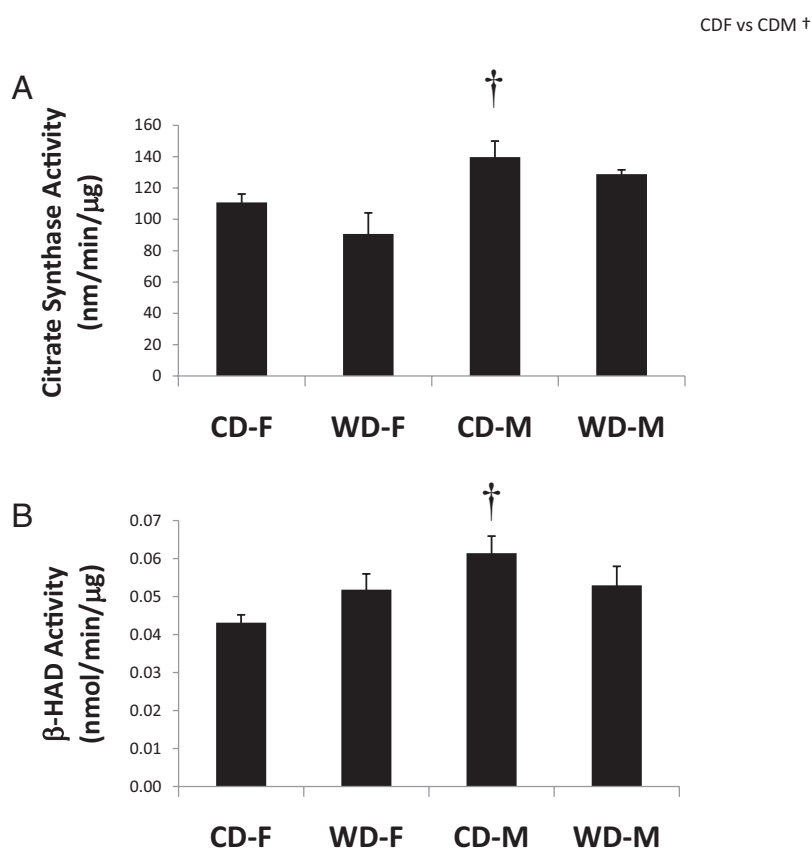 CDF vs CDM †
A
Citrate Synthase Activity
(nm/min/µg)
†
160
140
120
100
80
60
40
20
0
CD-F WD-F CD-M WD-M
B
β-HAD Activity
(nmol/min/µg)
†
0.07
0.06
0.05
0.04
0.03
0.02
0.01
0.00
CD-F WD-F CD-M WD-M